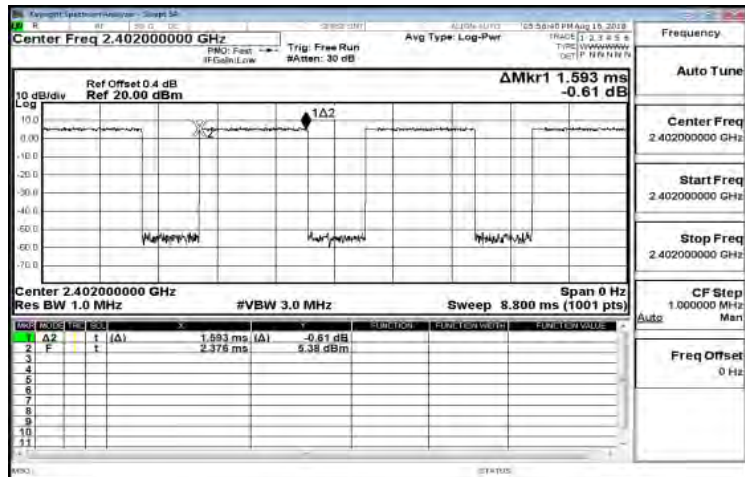 Keysight Spectrum Analyzer - Swept SA
Center Freq 2.402000000 GHz
PNO: Fast
IFGain:Low
Trig: Free Run
#Atten: 30 dB
Avg Type: Log-Pwr
05:58:40 PM Aug 16, 2018
TRACE 1 2 3 4 5 6
TYPE WWWWWW
DET P N N N N N
Ref Offset 0.4 dB
10 dB/div Ref 20.00 dBm
Log
ΔMkr1 1.593 ms
-0.61 dB
10.0
0.00
-10.0
-20.0
-30.0
-40.0
-50.0
-60.0
-70.0
1Δ2
2
Center 2.402000000 GHz
Span 0 Hz
Res BW 1.0 MHz
#VBW 3.0 MHz
Sweep 8.800 ms (1001 pts)
MKR MODE TRC SCL X Y FUNCTION FUNCTION WIDTH FUNCTION VALUE
1 Δ2 t (Δ) 1.593 ms (Δ) -0.61 dB
2 F t 2.376 ms 5.38 dBm
3
4
5
6
7
8
9
10
11
MSG
STATUS
Frequency
Auto Tune
Center Freq
2.402000000 GHz
Start Freq
2.402000000 GHz
Stop Freq
2.402000000 GHz
CF Step
1.000000 MHz
Auto Man
Freq Offset
0 Hz